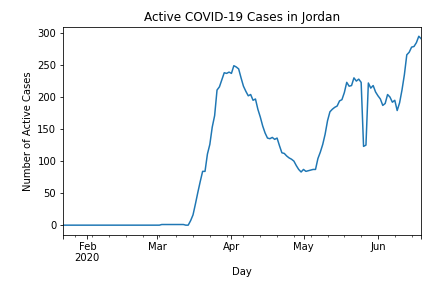 Active COVID-19 Cases in Jordan
300
250
200
150
100
50
0
Number of Active Cases
Feb
2020
Mar
Apr
May
Jun
Day